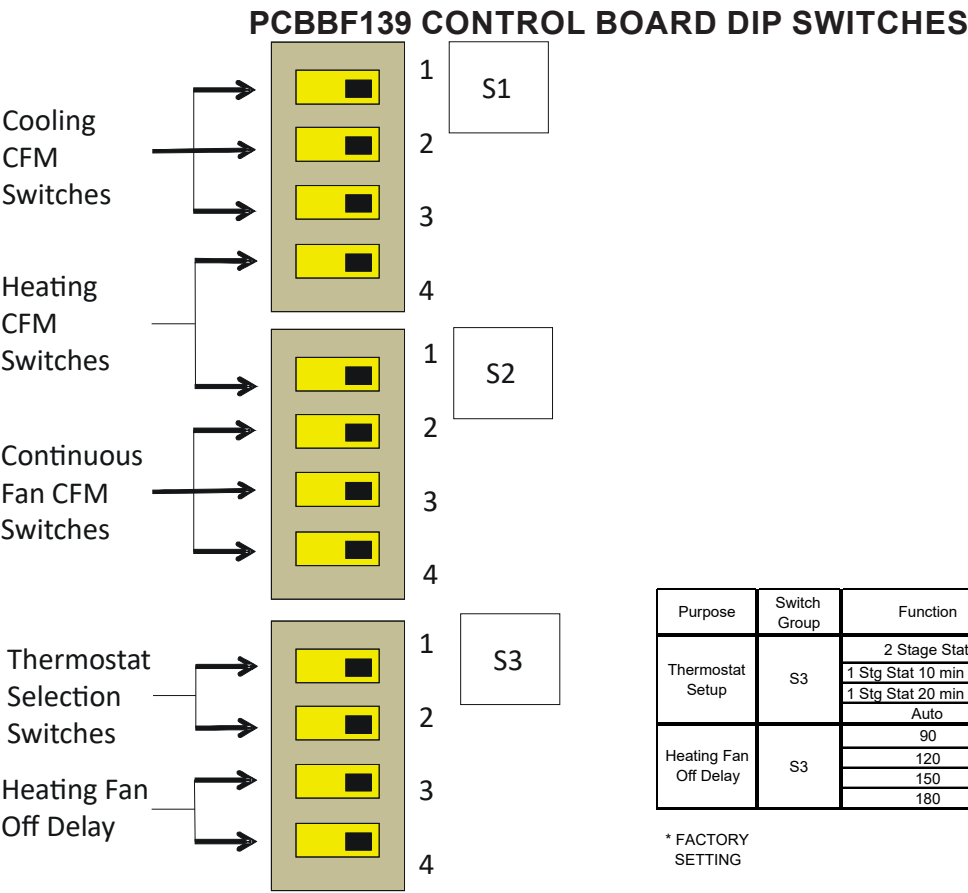 PCBBF139 CONTROL BOARD DIP SWITCHES
Cooling
CFM
Switches
1
2
3
4
S1
Heating
CFM
Switches
1
2
3
4
S2
Continuous
Fan CFM
Switches
Thermostat
Selection
Switches
1
2
3
4
S3
Heating Fan
Off Delay
Purpose
Switch
Group
Function
Thermostat
Setup
S3
2 Stage Stat
1 Stg Stat 10 min
1 Stg Stat 20 min
Auto
Heating Fan
Off Delay
S3
90
120
150
180
* FACTORY
SETTING